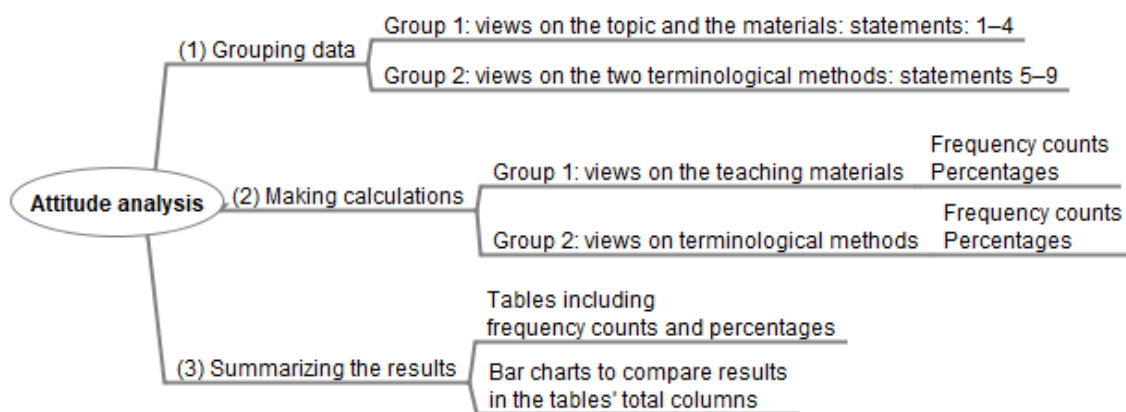 Group 1: views on the topic and the materials: statements: 1–4
(1) Grouping data
Group 2: views on the two terminological methods: statements 5–9
Attitude analysis
(2) Making calculations
Group 1: views on the teaching materials
Frequency counts
Percentages
Group 2: views on terminological methods
Frequency counts
Percentages
(3) Summarizing the results
Tables including
frequency counts and percentages
Bar charts to compare results
in the tables' total columns